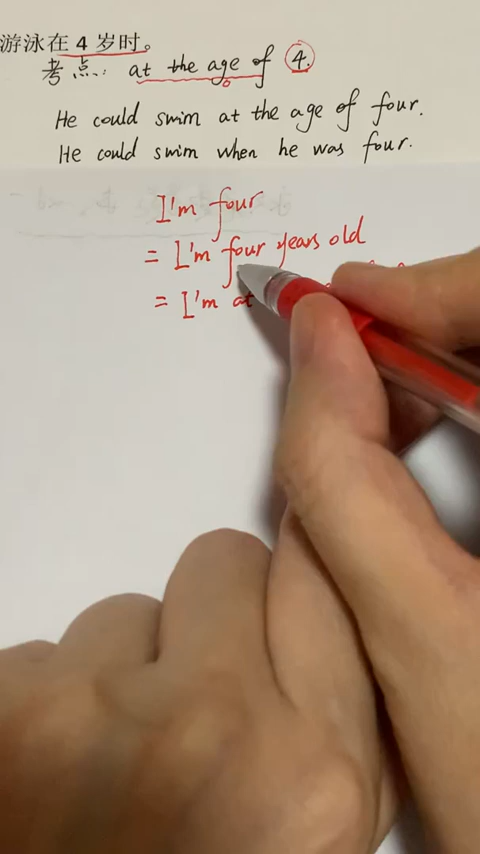 游泳在 4 岁时。
考点: at the age of 4.
He could swim at the age of four.
He could swim when he was four.
I'm four
= I'm four years old
= I'm at